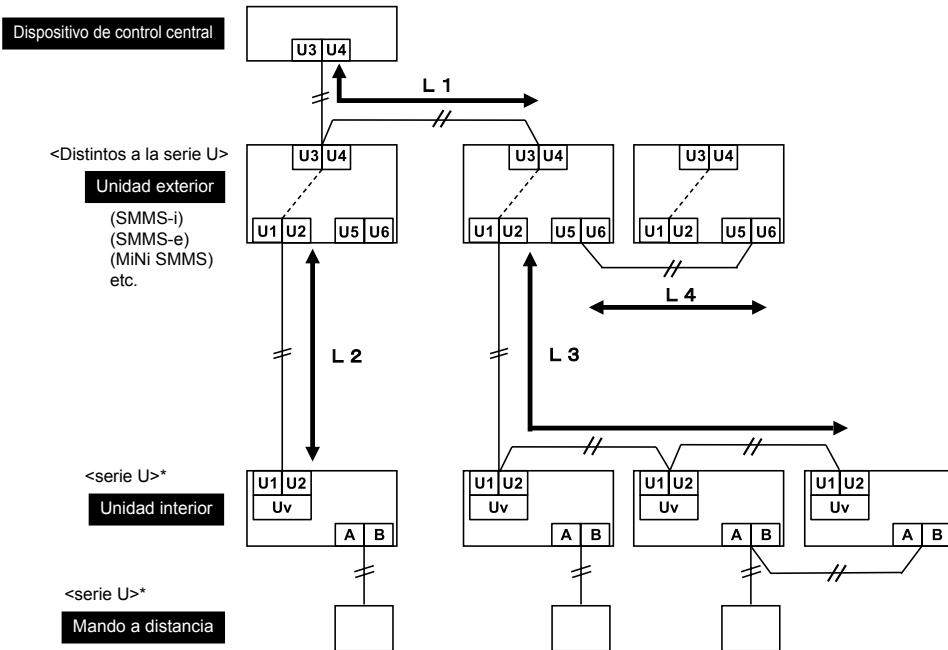 Dispositivo de control central
U3 U4
L 1
<Distintos a la serie U>
U3 U4
U3 U4
U3 U4
Unidad exterior
(SMMS-i)
(SMMS-e)
(MiNi SMMS)
etc.
U1 U2
U5 U6
U1 U2
U5 U6
U1 U2
U5 U6
L 4
L 2
L 3
<serie U>*
U1 U2
U1 U2
U1 U2
U1 U2
Unidad interior
Uv
Uv
Uv
Uv
A B
A B
A B
A B
<serie U>*
Mando a distancia